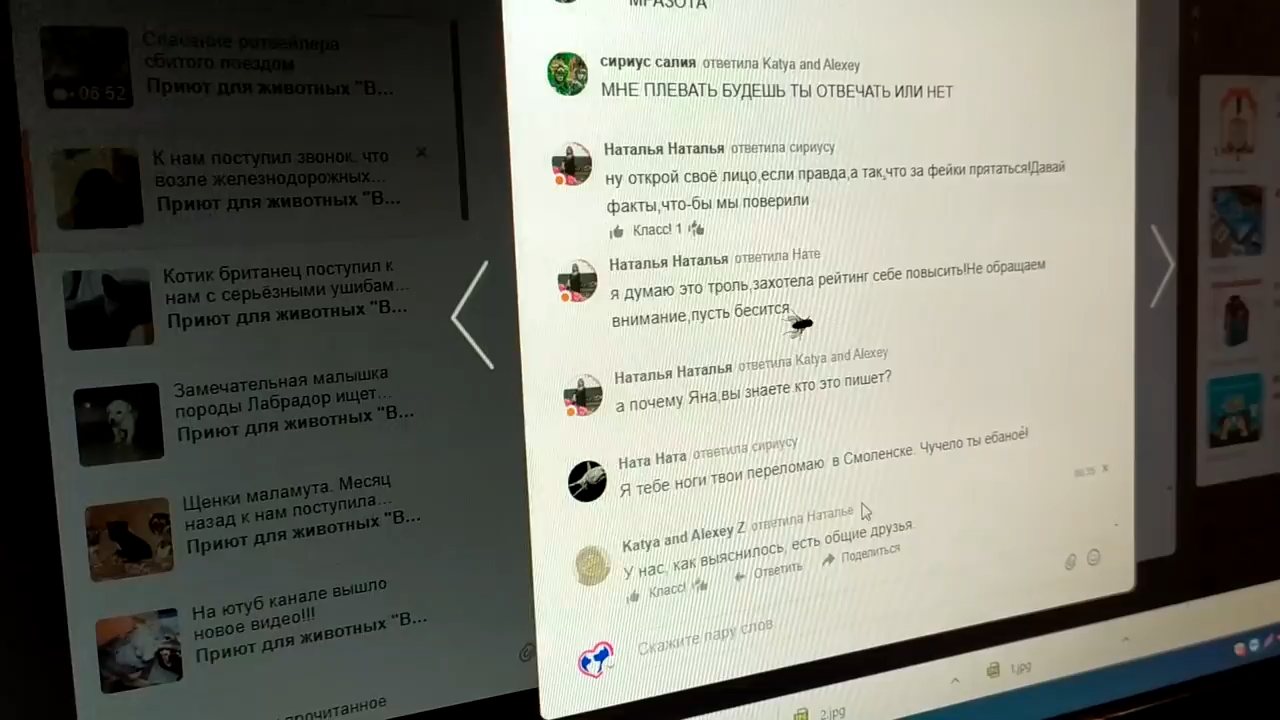 Спасание ротвейлера
сбитого поездом
Приют для животных "В...
06:52
К нам поступил звонок, что
возле железнодорожных...
Приют для животных "В...
Котик британец поступил к
нам с серьёзными ушибам...
Приют для животных "В...
Замечательная малышка
породы Лабрадор ищет...
Приют для животных "В...
Щенки маламута. Месяц
назад к нам поступила...
Приют для животных "В...
На ютуб канале вышло
новое видео!!!
Приют для животных "В...
МРАЗОТА
сириус салия ответила Katya and Alexey
МНЕ ПЛЕВАТЬ БУДЕШЬ ТЫ ОТВЕЧАТЬ ИЛИ НЕТ
Наталья Наталья ответила сириусу
ну открой своё лицо,если правда,а так,что за фейки прятаться!Давай
факты,что-бы мы поверили
Класс! 1
Наталья Наталья ответила Нате
я думаю это троль,захотела рейтинг себе повысить!Не обращаем
внимание,пусть бесится
Наталья Наталья ответила Katya and Alexey
а почему Яна,вы знаете кто это пишет?
Ната Ната ответила сириусу
Я тебе ноги твои переломаю в Смоленске. Чучело ты ебаное!
Katya and Alexey Z ответила Наталье
У нас, как выяснилось, есть общие друзья.
Класс! Ответить Поделиться
Скажите пару слов
1.jpg
2.jpg